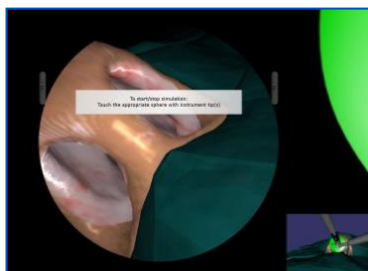 To start/stop simulation:
Touch the appropriate sphere with instrument tip(s)